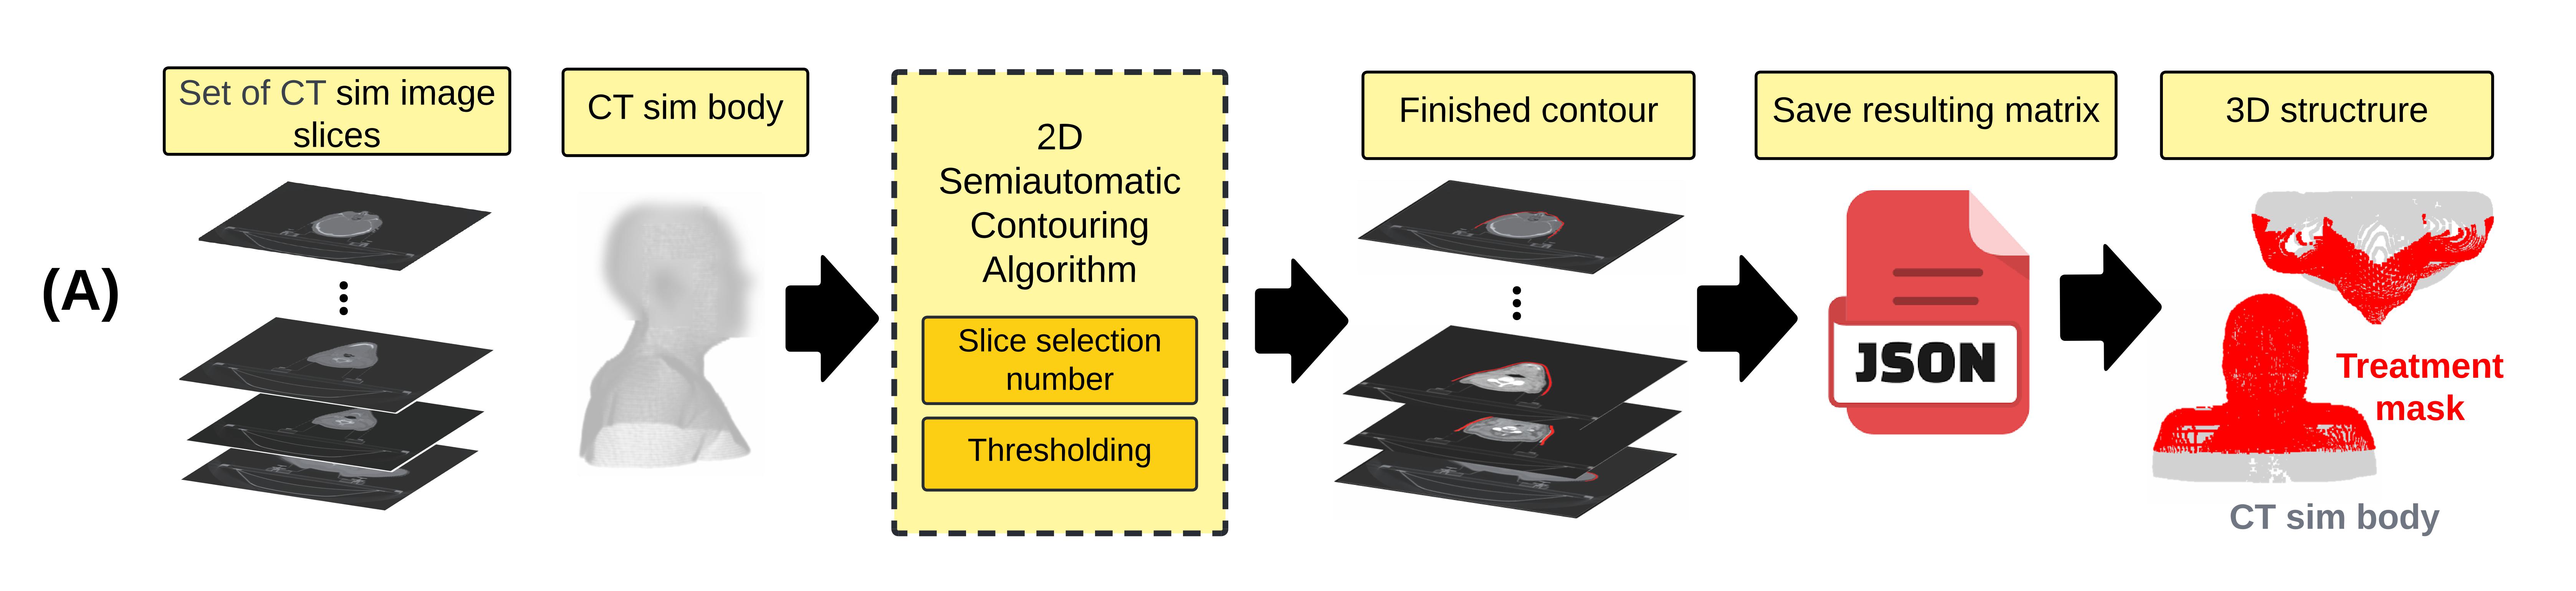 (A)
Set of CT sim image
slices
CT sim body
2D
Semiautomatic
Contouring
Algorithm
Slice selection
number
Thresholding
Finished contour
Save resulting matrix
JSON
3D structrure
Treatment
mask
CT sim body